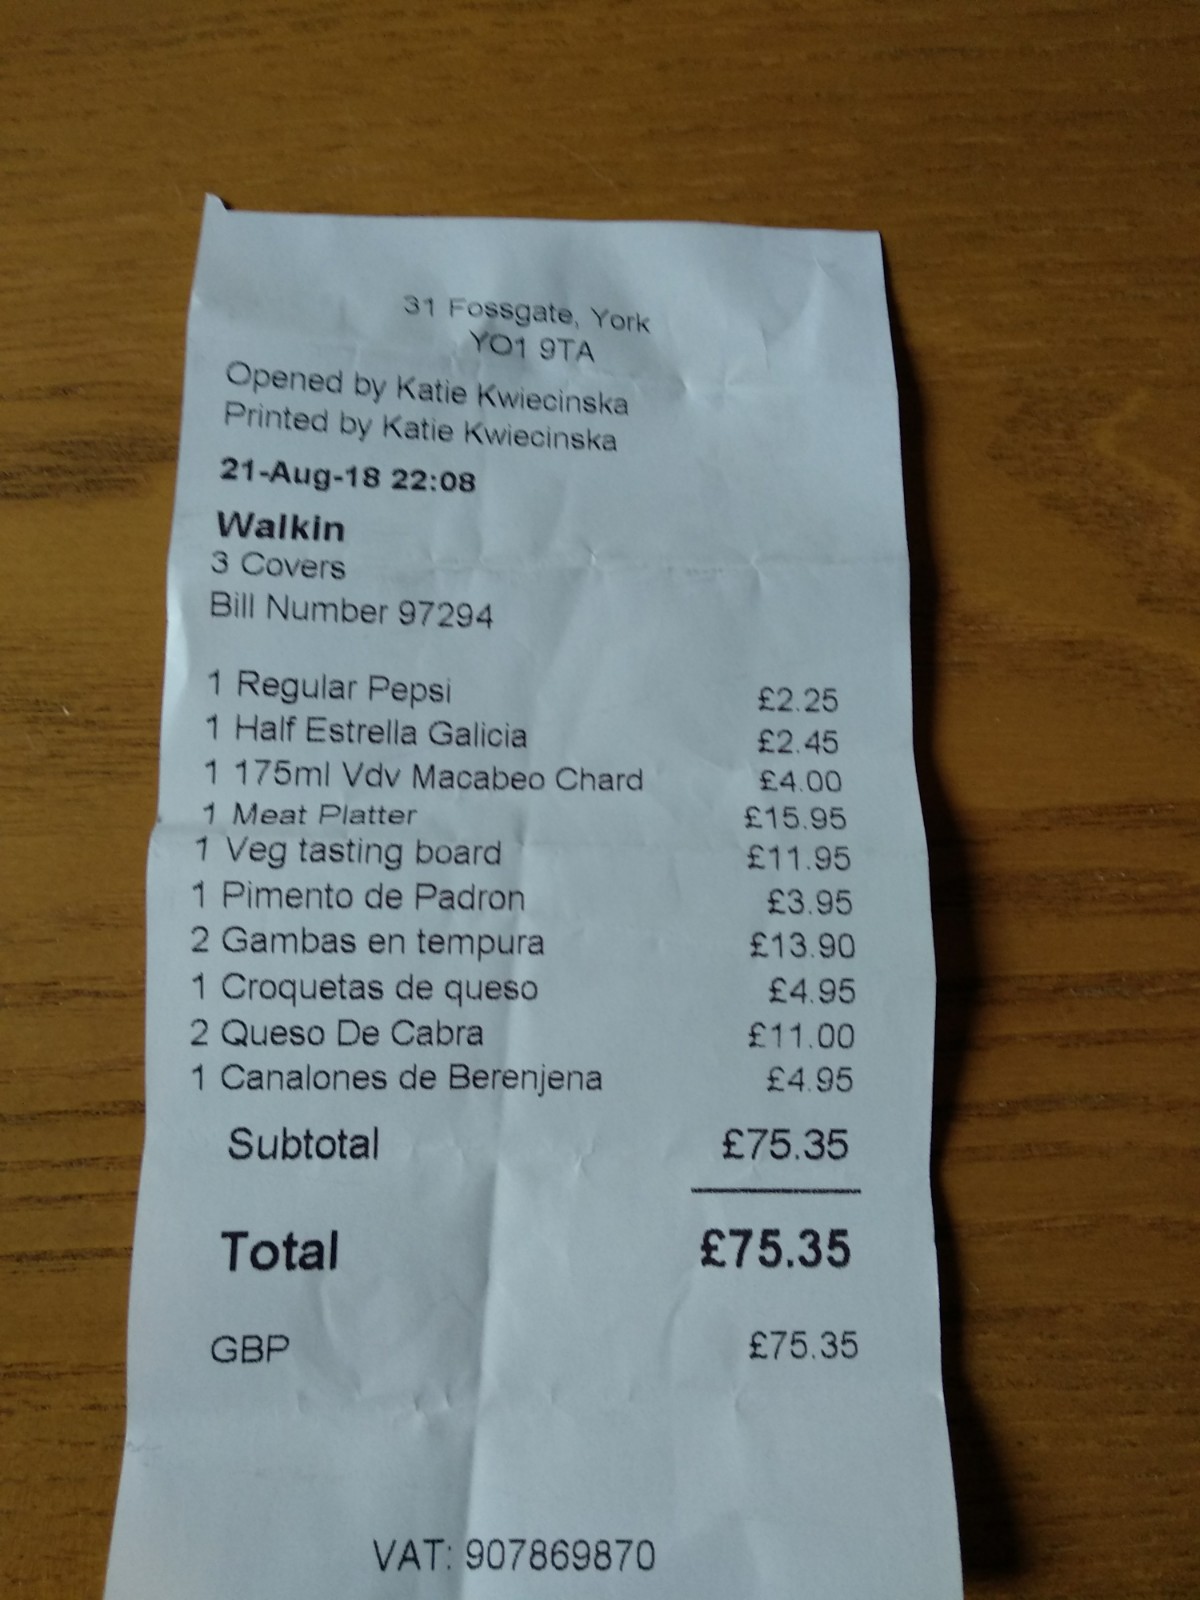 31 Fossgate, York
YO1 9TA
Opened by Katie Kwiecinska
Printed by Katie Kwiecinska
21-Aug-18 22:08
Walkin
3 Covers
Bill Number 97294
1 Regular Pepsi £2.25
1 Half Estrella Galicia £2.45
1 175ml Vdv Macabeo Chard £4.00
1 Meat Platter £15.95
1 Veg tasting board £11.95
1 Pimento de Padron £3.95
2 Gambas en tempura £13.90
1 Croquetas de queso £4.95
2 Queso De Cabra £11.00
1 Canalones de Berenjena £4.95
Subtotal £75.35
Total £75.35
GBP £75.35
VAT: 907869870